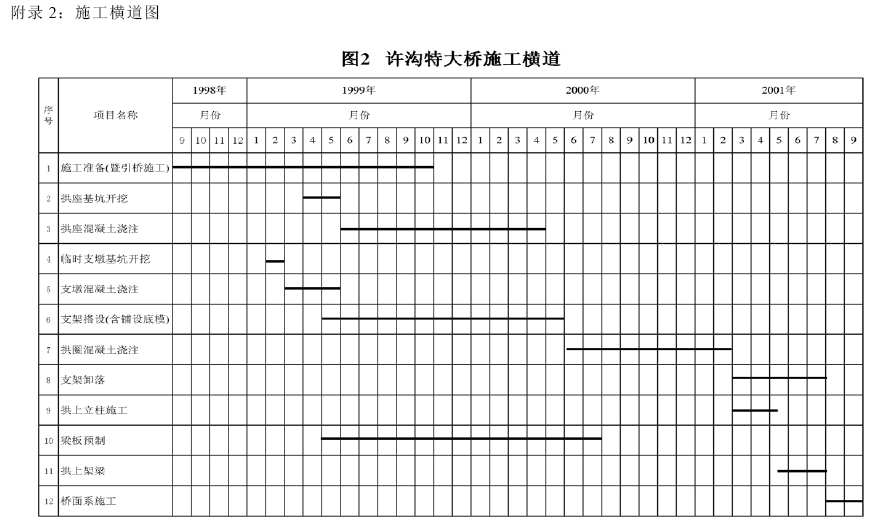 附录 2：施工横道图
图2 许沟特大桥施工横道
序号 项目名称 1998年 1999年 2000年 2001年
月份 月份 月份 月份
9 10 11 12 1 2 3 4 5 6 7 8 9 10 11 12 1 2 3 4 5 6 7 8 9 10 11 12 1 2 3 4 5 6 7 8 9
1 施工准备(暨引桥施工)
2 拱座基坑开挖
3 拱座混凝土浇注
4 临时支墩基坑开挖
5 支墩混凝土浇注
6 支架搭设(含铺设底模)
7 拱圈混凝土浇注
8 支架卸落
9 拱上立柱施工
10 梁板预制
11 拱上架梁
12 桥面系施工